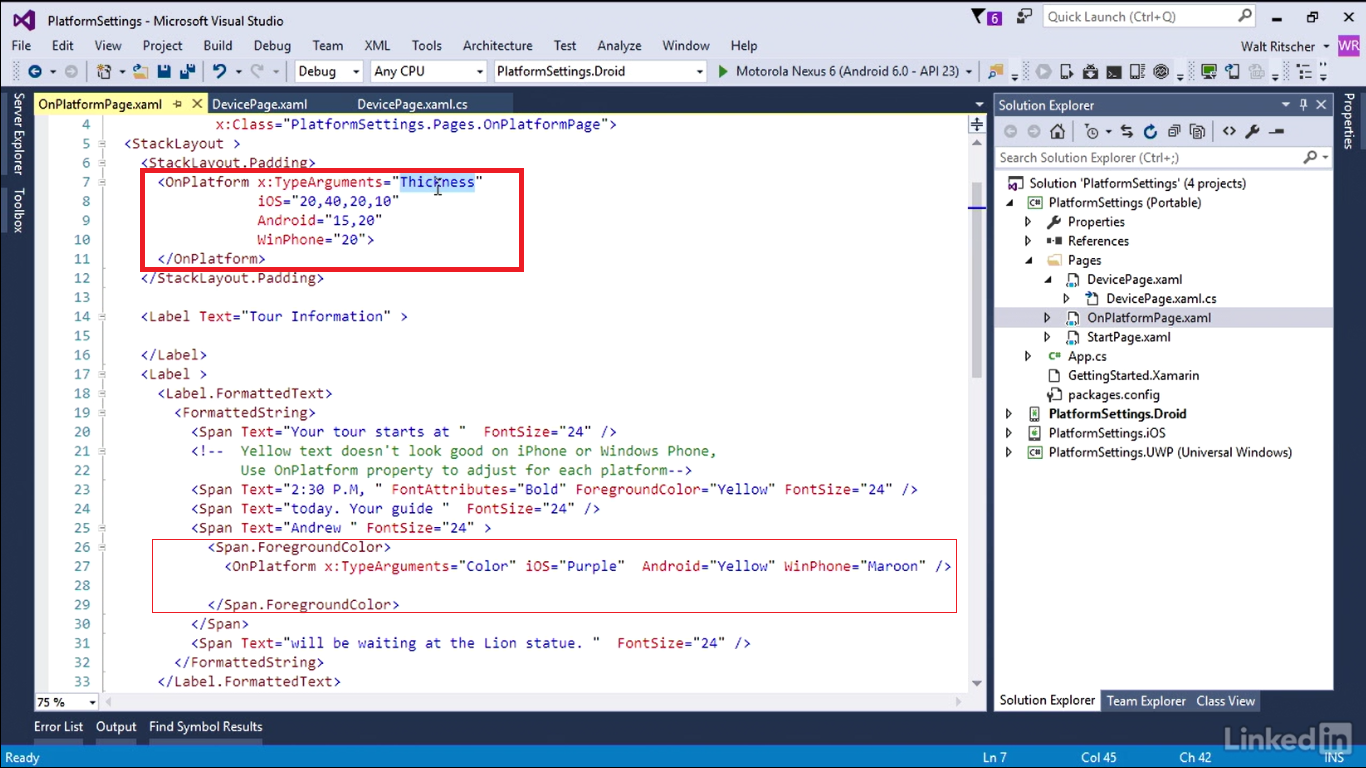 PlatformSettings - Microsoft Visual Studio
6
Quick Launch (Ctrl+Q)
File Edit View Project Build Debug Team XML Tools Architecture Test Analyze Window Help
Walt Ritscher WR
Debug Any CPU PlatformSettings.Droid Motorola Nexus 6 (Android 6.0 - API 23)
Server Explorer
Toolbox
OnPlatformPage.xaml DevicePage.xaml DevicePage.xaml.cs
4 x:Class="PlatformSettings.Pages.OnPlatformPage">
5 <StackLayout >
6 <StackLayout.Padding>
7 <OnPlatform x:TypeArguments="Thickness"
8 iOS="20,40,20,10"
9 Android="15,20"
10 WinPhone="20">
11 </OnPlatform>
12 </StackLayout.Padding>
13
14 <Label Text="Tour Information" >
15
16 </Label>
17 <Label >
18 <Label.FormattedText>
19 <FormattedString>
20 <Span Text="Your tour starts at " FontSize="24" />
21 <!-- Yellow text doesn't look good on iPhone or Windows Phone,
22 Use OnPlatform property to adjust for each platform-->
23 <Span Text="2:30 P.M, " FontAttributes="Bold" ForegroundColor="Yellow" FontSize="24" />
24 <Span Text="today. Your guide " FontSize="24" />
25 <Span Text="Andrew " FontSize="24" >
26 <Span.ForegroundColor>
27 <OnPlatform x:TypeArguments="Color" iOS="Purple" Android="Yellow" WinPhone="Maroon" />
28
29 </Span.ForegroundColor>
30 </Span>
31 <Span Text="will be waiting at the Lion statue. " FontSize="24" />
32 </FormattedString>
33 </Label.FormattedText>
75 %
Solution Explorer
Search Solution Explorer (Ctrl+;)
Solution 'PlatformSettings' (4 projects)
PlatformSettings (Portable)
Properties
References
Pages
DevicePage.xaml
DevicePage.xaml.cs
OnPlatformPage.xaml
StartPage.xaml
App.cs
GettingStarted.Xamarin
packages.config
PlatformSettings.Droid
PlatformSettings.iOS
PlatformSettings.UWP (Universal Windows)
Solution Explorer Team Explorer Class View
Properties
Error List Output Find Symbol Results
Linked in
Ready Ln 7 Col 45 Ch 42 INS